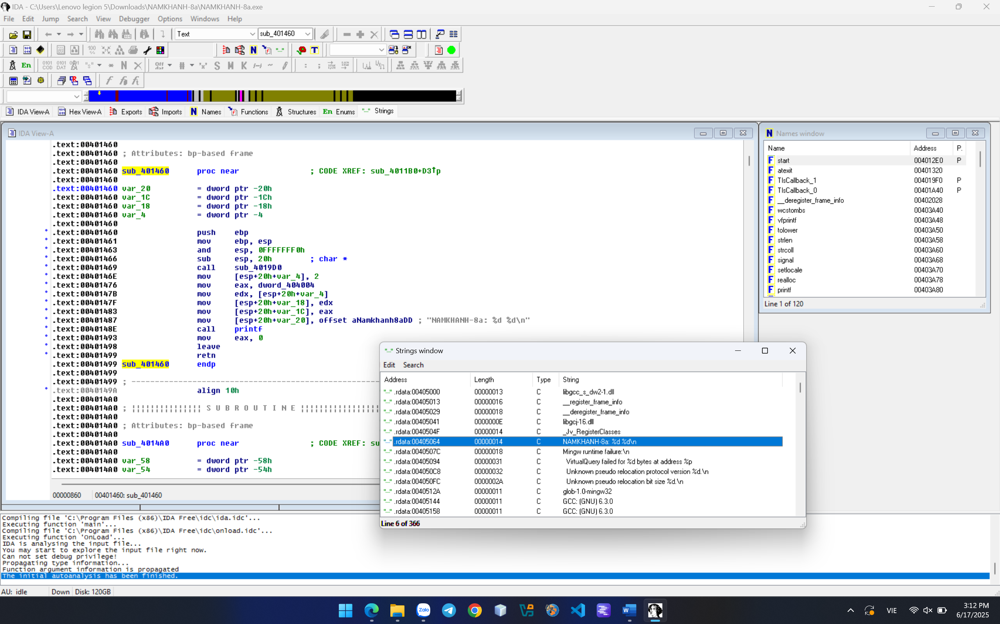 IDA - C:\Users\Lenovo legion 5\Downloads\NAMKHANH-8a\NAMKHANH-8a.exe
File Edit Jump Search View Debugger Options Windows Help
Text sub_401460
IDA View-A Hex View-A Exports Imports N Names Functions Structures En Enums Strings
IDA View-A
.text:00401460
.text:00401460 ; Attributes: bp-based frame
.text:00401460
.text:00401460 sub_401460 proc near ; CODE XREF: sub_4011B0+D3↑p
.text:00401460
.text:00401460 var_20 = dword ptr -20h
.text:00401460 var_1C = dword ptr -1Ch
.text:00401460 var_18 = dword ptr -18h
.text:00401460 var_4 = dword ptr -4
.text:00401460
.text:00401460 push ebp
.text:00401461 mov ebp, esp
.text:00401463 and esp, 0FFFFFFF0h
.text:00401466 sub esp, 20h ; char *
.text:00401469 call sub_4019D0
.text:0040146E mov [esp+20h+var_4], 2
.text:00401476 mov eax, dword_404004
.text:0040147B mov edx, [esp+20h+var_4]
.text:0040147F mov [esp+20h+var_18], edx
.text:00401483 mov [esp+20h+var_1C], eax
.text:00401487 mov [esp+20h+var_20], offset aNamkhanh8aDD ; "NAMKHANH-8a: %d %d\n"
.text:0040148E call printf
.text:00401493 mov eax, 0
.text:00401498 leave
.text:00401499 retn
.text:00401499 sub_401460 endp
.text:00401499
.text:00401499 ; ---------------------------------------------------------------------------
.text:0040149A align 10h
.text:004014A0
.text:004014A0 ; ¦¦¦¦¦¦¦¦¦¦¦¦¦¦¦ S U B R O U T I N E ¦¦¦¦¦¦¦¦¦¦¦¦¦¦¦¦¦
.text:004014A0
.text:004014A0 ; Attributes: bp-based frame
.text:004014A0
.text:004014A0 sub_4014A0 proc near ; CODE XREF: su
.text:004014A0
.text:004014A0 var_58 = dword ptr -58h
.text:004014A0 var_54 = dword ptr -54h
00000860 00401460: sub_401460
N Names window
Name Address P.
F start 004012E0 P
F atexit 00401320
F TlsCallback_1 004019F0 P
F TlsCallback_0 00401A40 P
F __deregister_frame_info 00402028
F wcstombs 00403A40
F vfprintf 00403A48
F tolower 00403A50
F strlen 00403A58
F strcoll 00403A60
F signal 00403A68
F setlocale 00403A70
F realloc 00403A78
F printf 00403A80
Line 1 of 120
"..." Strings window
Edit Search
Address Length Type String
"..." .rdata:00405000 00000013 C libgcc_s_dw2-1.dll
"..." .rdata:00405013 00000016 C __register_frame_info
"..." .rdata:00405029 00000018 C __deregister_frame_info
"..." .rdata:00405041 0000000E C libgcj-16.dll
"..." .rdata:0040504F 00000014 C _Jv_RegisterClasses
"..." .rdata:00405064 00000014 C NAMKHANH-8a: %d %d\n
"..." .rdata:0040507C 00000018 C Mingw runtime failure:\n
"..." .rdata:00405094 00000031 C VirtualQuery failed for %d bytes at address %p
"..." .rdata:004050C8 00000032 C Unknown pseudo relocation protocol version %d.\n
"..." .rdata:004050FC 0000002A C Unknown pseudo relocation bit size %d.\n
"..." .rdata:0040512A 00000011 C glob-1.0-mingw32
"..." .rdata:00405144 00000011 C GCC: (GNU) 6.3.0
"..." .rdata:00405158 00000011 C GCC: (GNU) 6.3.0
Line 6 of 366
Compiling file 'C:\Program Files (x86)\IDA Free\idc\ida.idc'...
Executing function 'main'...
Compiling file 'C:\Program Files (x86)\IDA Free\idc\onload.idc'...
Executing function 'OnLoad'...
IDA is analysing the input file...
You may start to explore the input file right now.
Can not set debug privilege!
Propagating type information...
Function argument information is propagated
The initial autoanalysis has been finished.
AU: idle Down Disk: 120GB
Zalo
VIE
3:12 PM
6/17/2025